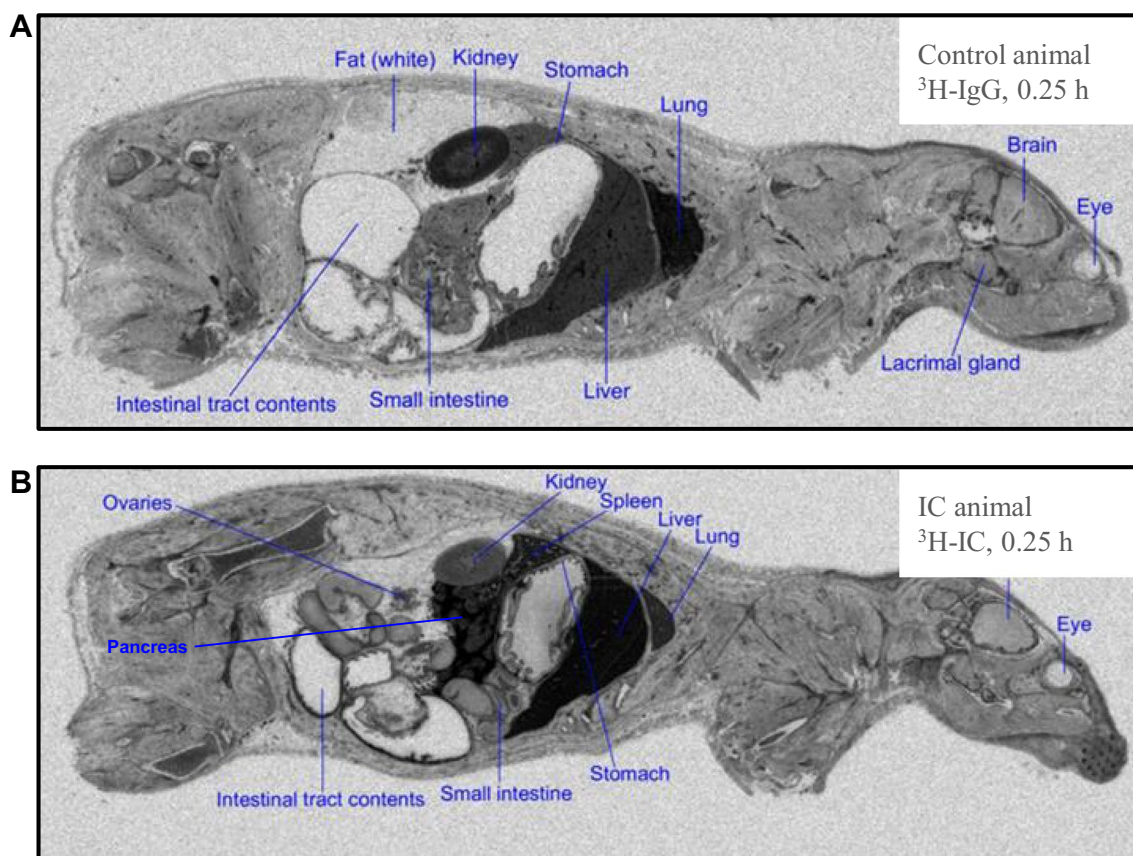 A
Control animal
³H-IgG, 0.25 h
Fat (white)
Kidney
Stomach
Lung
Brain
Eye
Lacrimal gland
Intestinal tract contents
Small intestine
Liver
B
IC animal
³H-IC, 0.25 h
Ovaries
Kidney
Spleen
Liver
Lung
Eye
Pancreas
Stomach
Intestinal tract contents
Small intestine